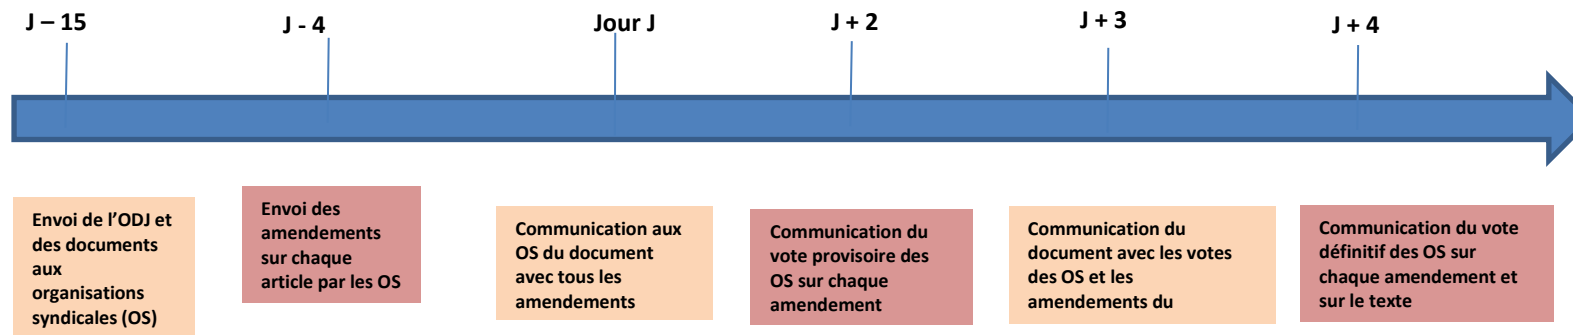 J – 15
J - 4
Jour J
J + 2
J + 3
J + 4
Envoi de l’ODJ et
des documents
aux
organisations
syndicales (OS)
Envoi des
amendements
sur chaque
article par les OS
Communication aux
OS du document
avec tous les
amendements
Communication du
vote provisoire des
OS sur chaque
amendement
Communication du
document avec les votes
des OS et les
amendements du
Communication du vote
définitif des OS sur
chaque amendement et
sur le texte